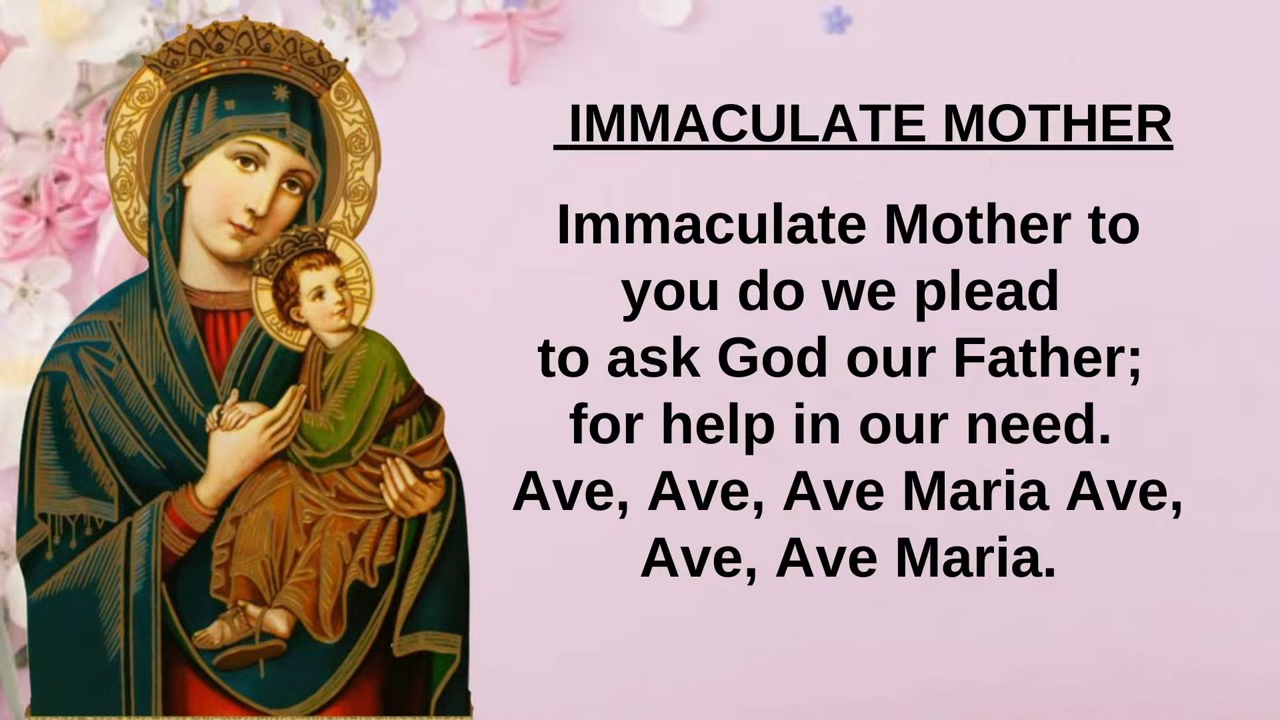 IMMACULATE MOTHER
Immaculate Mother to
you do we plead
to ask God our Father;
for help in our need.
Ave, Ave, Ave Maria Ave,
Ave, Ave Maria.